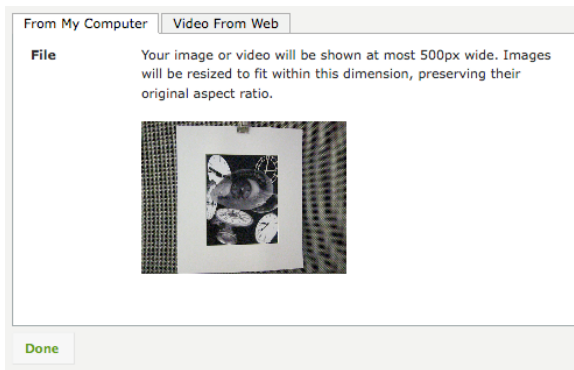 From My Computer
Video From Web
File
Your image or video will be shown at most 500px wide. Images
will be resized to fit within this dimension, preserving their
original aspect ratio.
Done